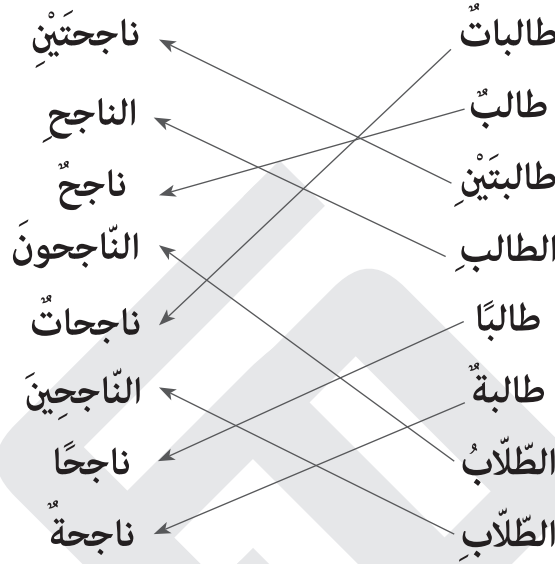 طالباتٌ ناجحتَيْنِ
طالبٌ الناجحِ
طالبتَيْنِ ناجحٌ
الطالبِ النّاجحونَ
طالبًا ناجحاتٌ
طالبةٌ النّاجحِينَ
الطّلّابُ ناجحًا
الطّلّابِ ناجحةٌ